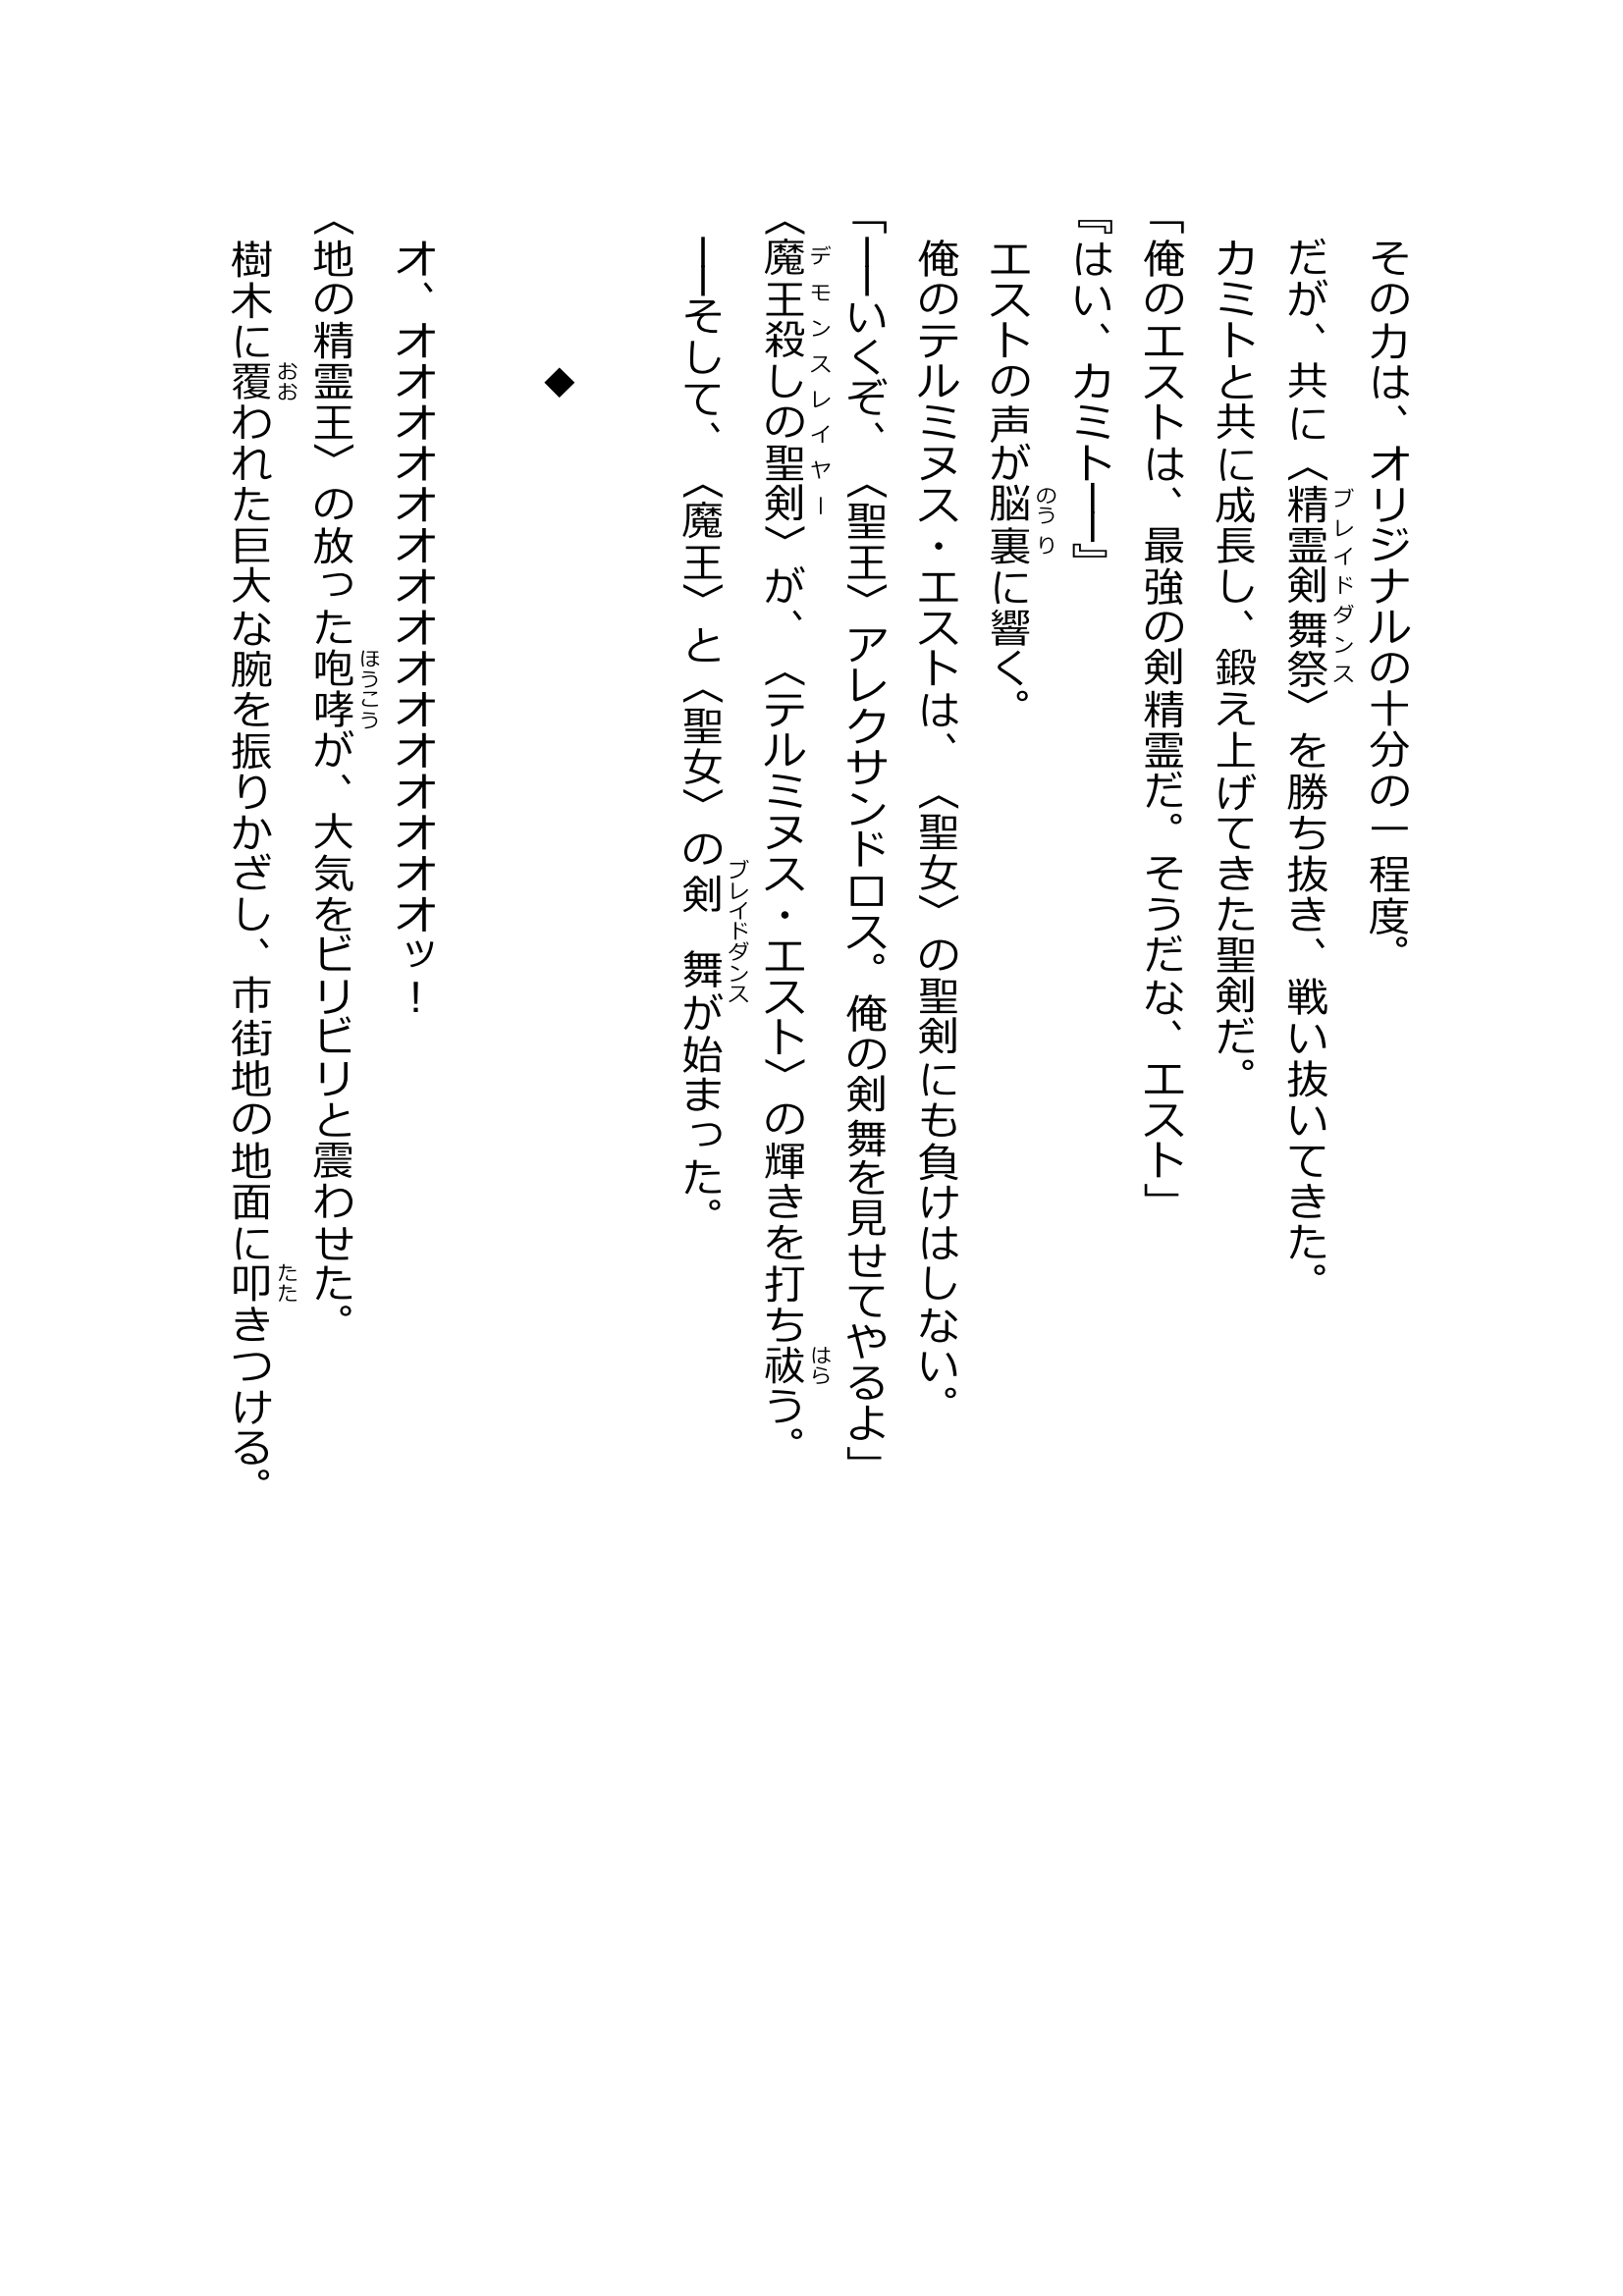 その力は、オリジナルの十分の一程度。
だが、共に〈精霊剣舞祭〉を勝ち抜き、戦い抜いてきた。
ブレイドダンス
カミトと共に成長し、鍛え上げてきた聖剣だ。
「俺のエストは、最強の剣精霊だ。そうだな、エスト」
『はい、カミト――』
エストの声が脳裏に響く。
のうり
俺のテルミヌス・エストは、〈聖女〉の聖剣にも負けはしない。
「――いくぞ、〈聖王〉アレクサンドロス。俺の剣舞を見せてやるよ」
〈魔王殺しの聖剣〉が、〈テルミヌス・エスト〉の輝きを打ち祓う。
デモンスレイヤー
はら
――そして、〈魔王〉と〈聖女〉の剣舞が始まった。
ブレイドダンス
◆
オ、オオオオオオオオオオオオオオオッ！
〈地の精霊王〉の放った咆哮が、大気をビリビリと震わせた。
ほうこう
樹木に覆われた巨大な腕を振りかざし、市街地の地面に叩きつける。
おお
たた